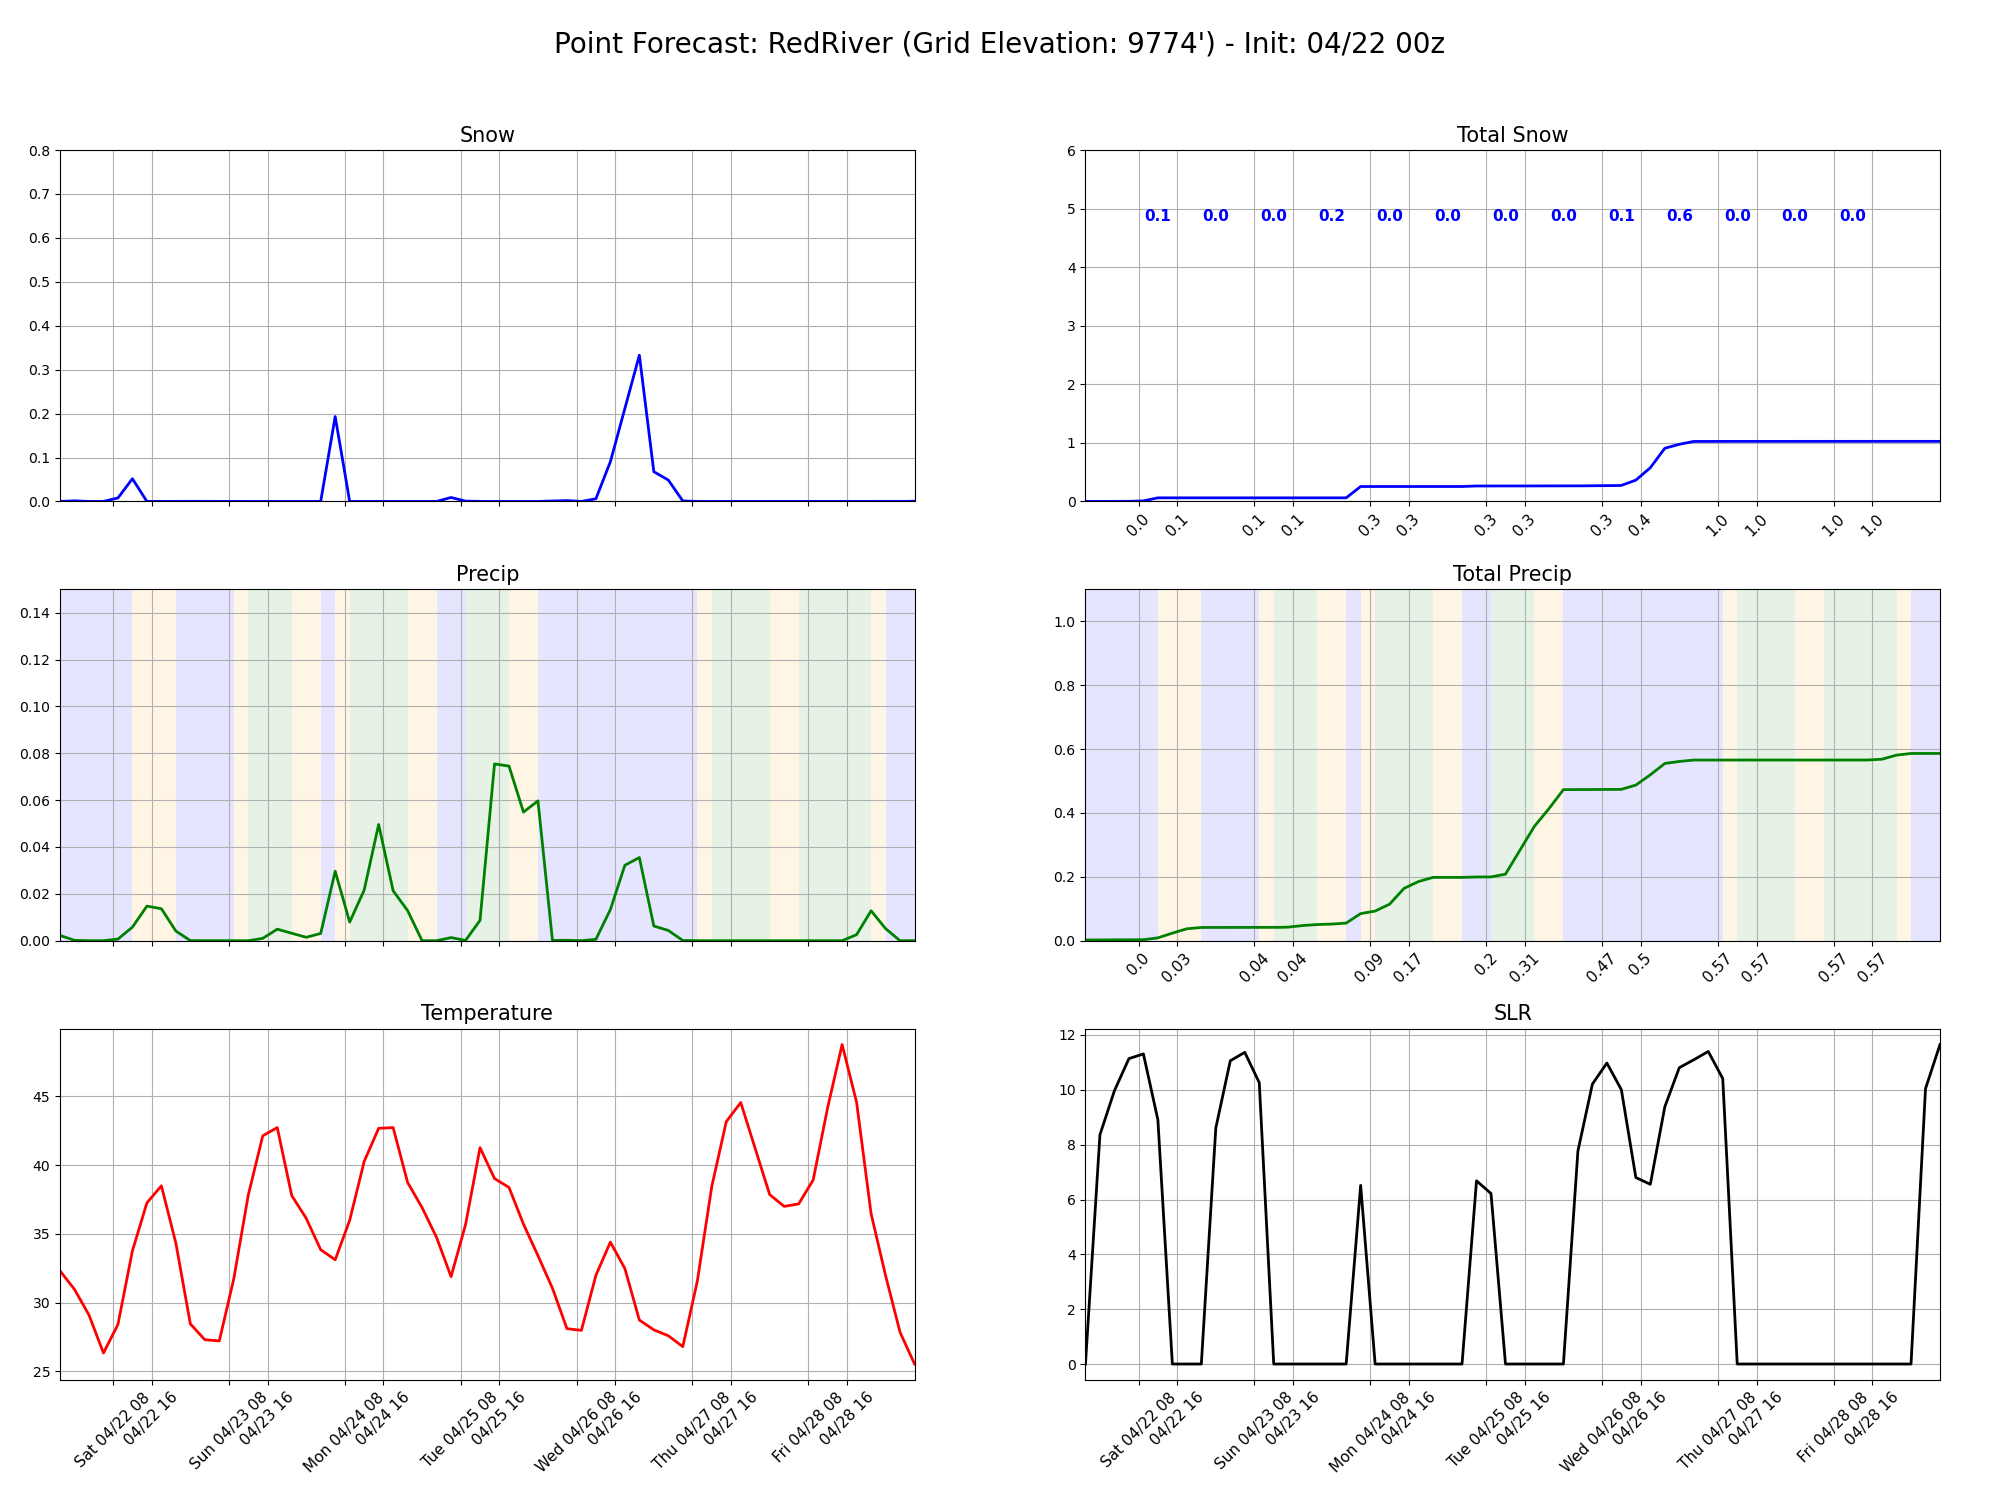 Point Forecast: RedRiver (Grid Elevation: 9774') - Init: 04/22 00z
Snow
0.8
0.7
0.6
0.5
0.4
0.3
0.2
0.1
0.0
Total Snow
6
5
4
3
2
1
0
0.1 0.0 0.0 0.2 0.0 0.0 0.0 0.0 0.1 0.6 0.0 0.0 0.0
0.0 0.1 0.1 0.1 0.3 0.3 0.3 0.3 0.3 0.4 1.0 1.0 1.0 1.0
Precip
0.14
0.12
0.10
0.08
0.06
0.04
0.02
0.00
Total Precip
1.0
0.8
0.6
0.4
0.2
0.0
0.0 0.03 0.04 0.04 0.09 0.17 0.2 0.31 0.47 0.5 0.57 0.57 0.57 0.57
Temperature
45
40
35
30
25
Sat 04/22 08
04/22 16
Sun 04/23 08
04/23 16
Mon 04/24 08
04/24 16
Tue 04/25 08
04/25 16
Wed 04/26 08
04/26 16
Thu 04/27 08
04/27 16
Fri 04/28 08
04/28 16
SLR
12
10
8
6
4
2
0
Sat 04/22 08
04/22 16
Sun 04/23 08
04/23 16
Mon 04/24 08
04/24 16
Tue 04/25 08
04/25 16
Wed 04/26 08
04/26 16
Thu 04/27 08
04/27 16
Fri 04/28 08
04/28 16